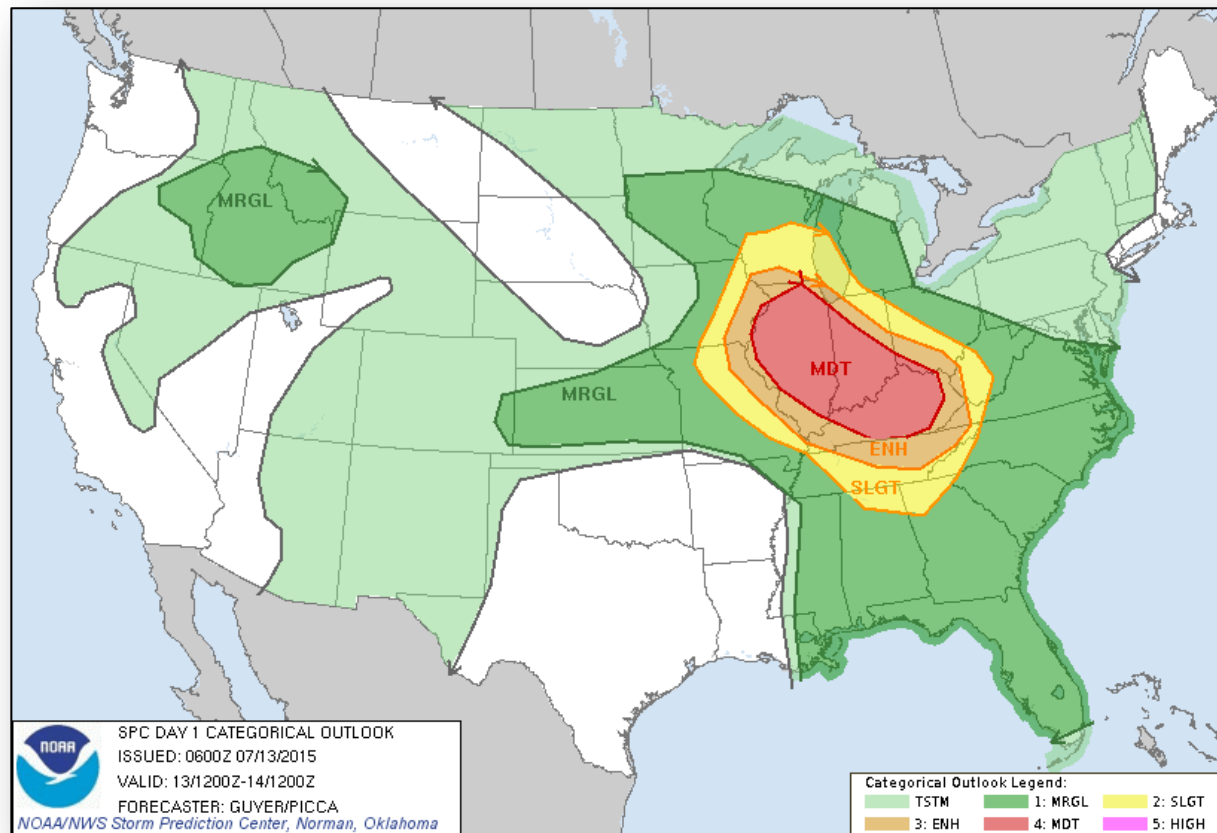 MRGL
MDT
MRGL
ENH
SLGT
NOAA
SPC DAY 1 CATEGORICAL OUTLOOK
ISSUED: 0600Z 07/13/2015
VALID: 13/1200Z-14/1200Z
FORECASTER: GUYER/PICCA
NOAA/NWS Storm Prediction Center, Norman, Oklahoma
Categorical Outlook Legend:
TSTM 1: MRGL 2: SLGT
3: ENH 4: MDT 5: HIGH